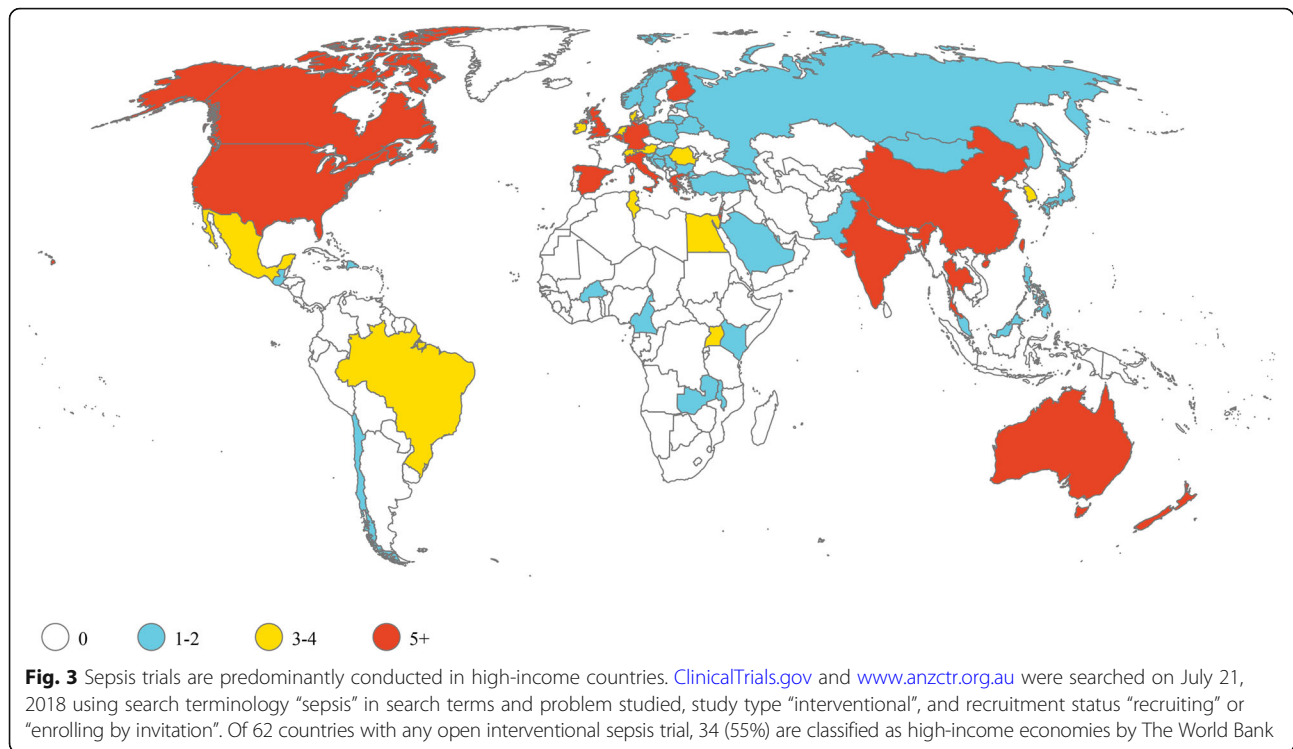 0 1-2 3-4 5+
Fig. 3 Sepsis trials are predominantly conducted in high-income countries. ClinicalTrials.gov and www.anzctr.org.au were searched on July 21,
2018 using search terminology “sepsis” in search terms and problem studied, study type “interventional”, and recruitment status “recruiting” or
“enrolling by invitation”. Of 62 countries with any open interventional sepsis trial, 34 (55%) are classified as high-income economies by The World Bank